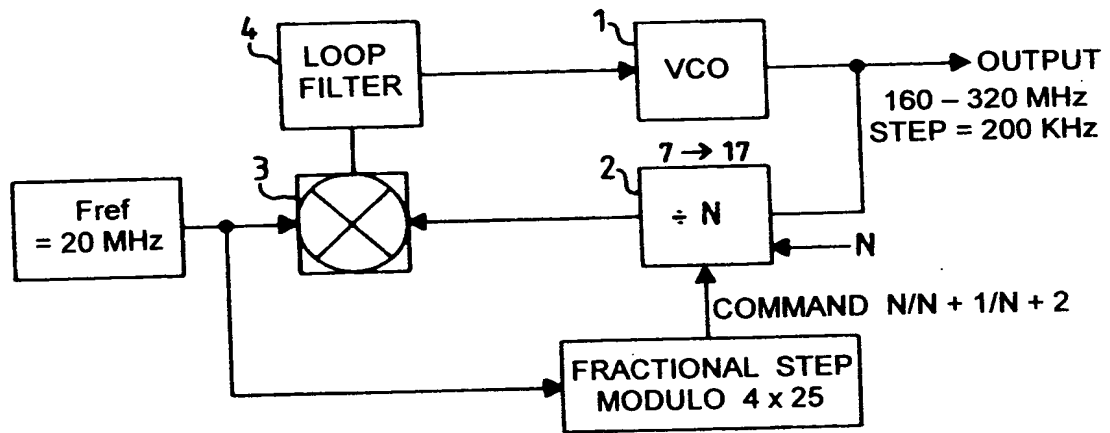 4
LOOP
FILTER
1
VCO
OUTPUT
160 – 320 MHz
STEP = 200 KHz
7 → 17
3
2
Fref
= 20 MHz
÷ N
N
COMMAND N/N + 1/N + 2
FRACTIONAL STEP
MODULO 4 x 25